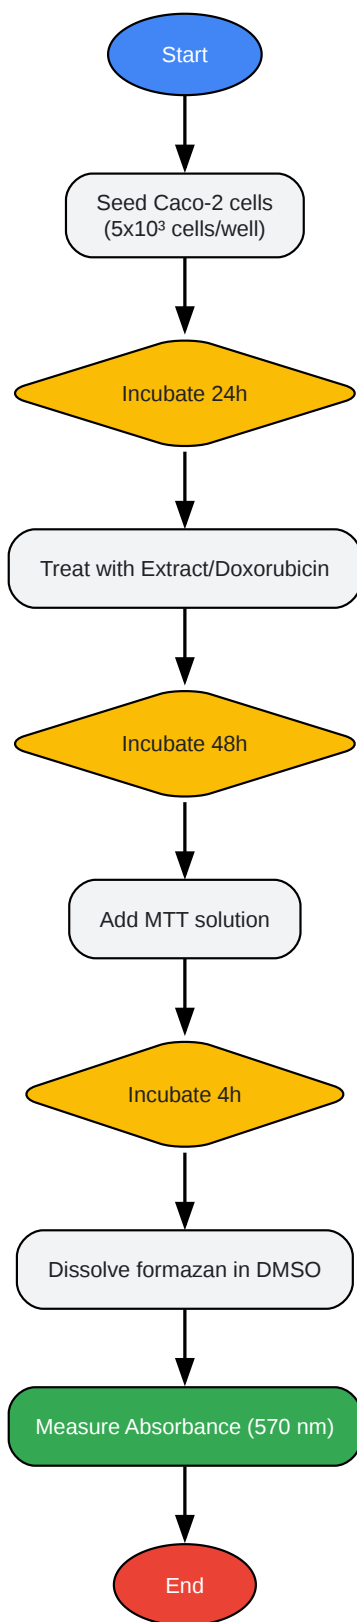 Start
Seed Caco-2 cells
(5x10³ cells/well)
Incubate 24h
Treat with Extract/Doxorubicin
Incubate 48h
Add MTT solution
Incubate 4h
Dissolve formazan in DMSO
Measure Absorbance (570 nm)
End